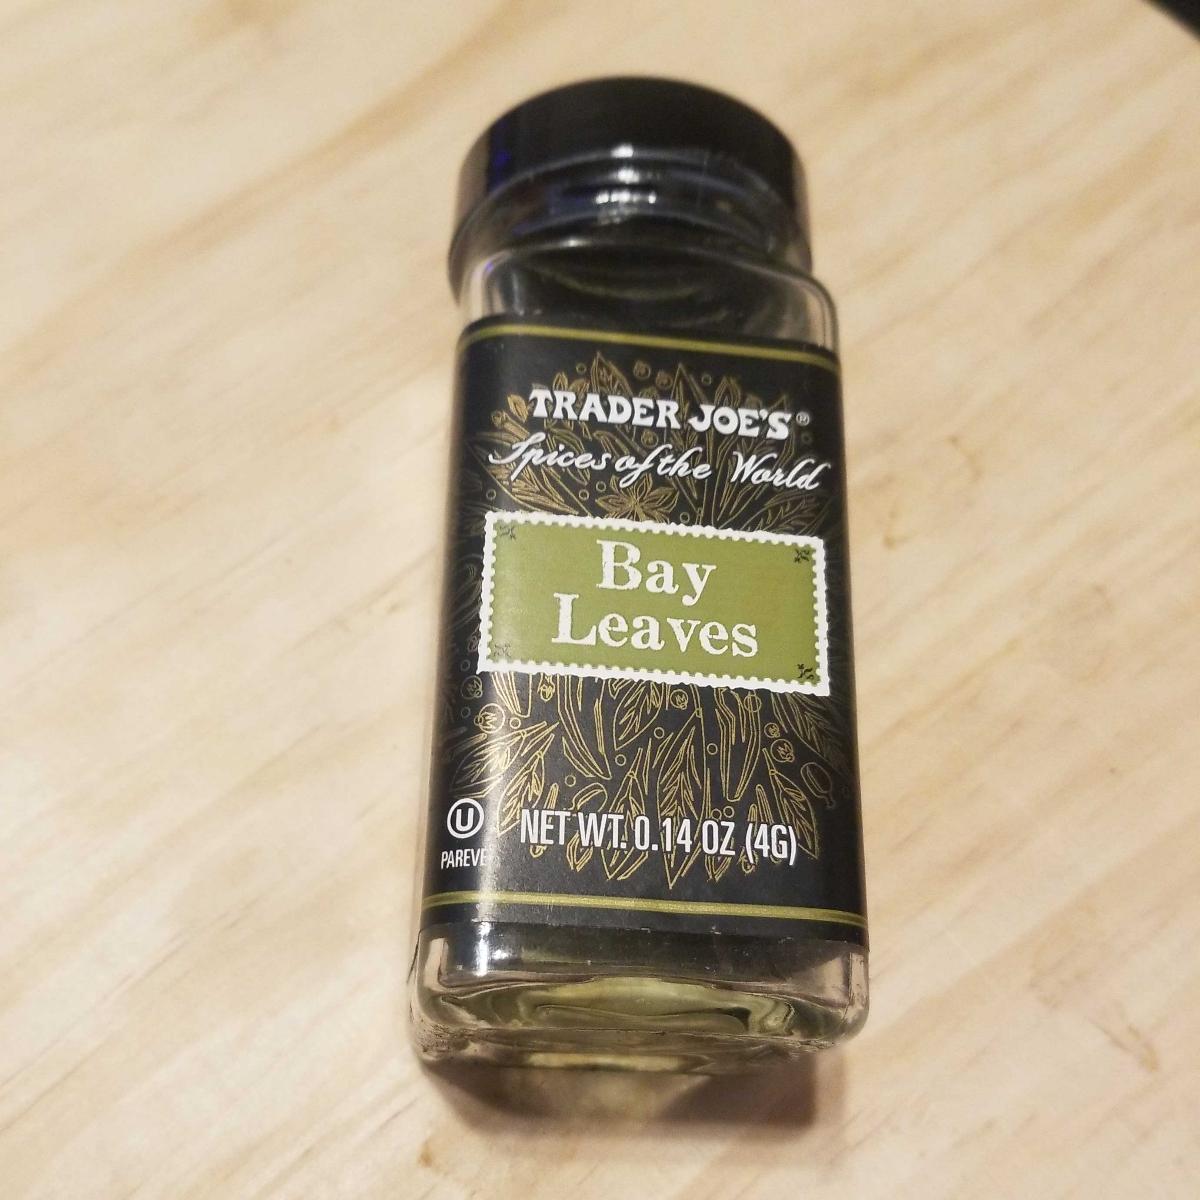 TRADER JOE'S®
Spices of the World
Bay
Leaves
U
PAREVE
NET WT. 0.14 OZ (4G)